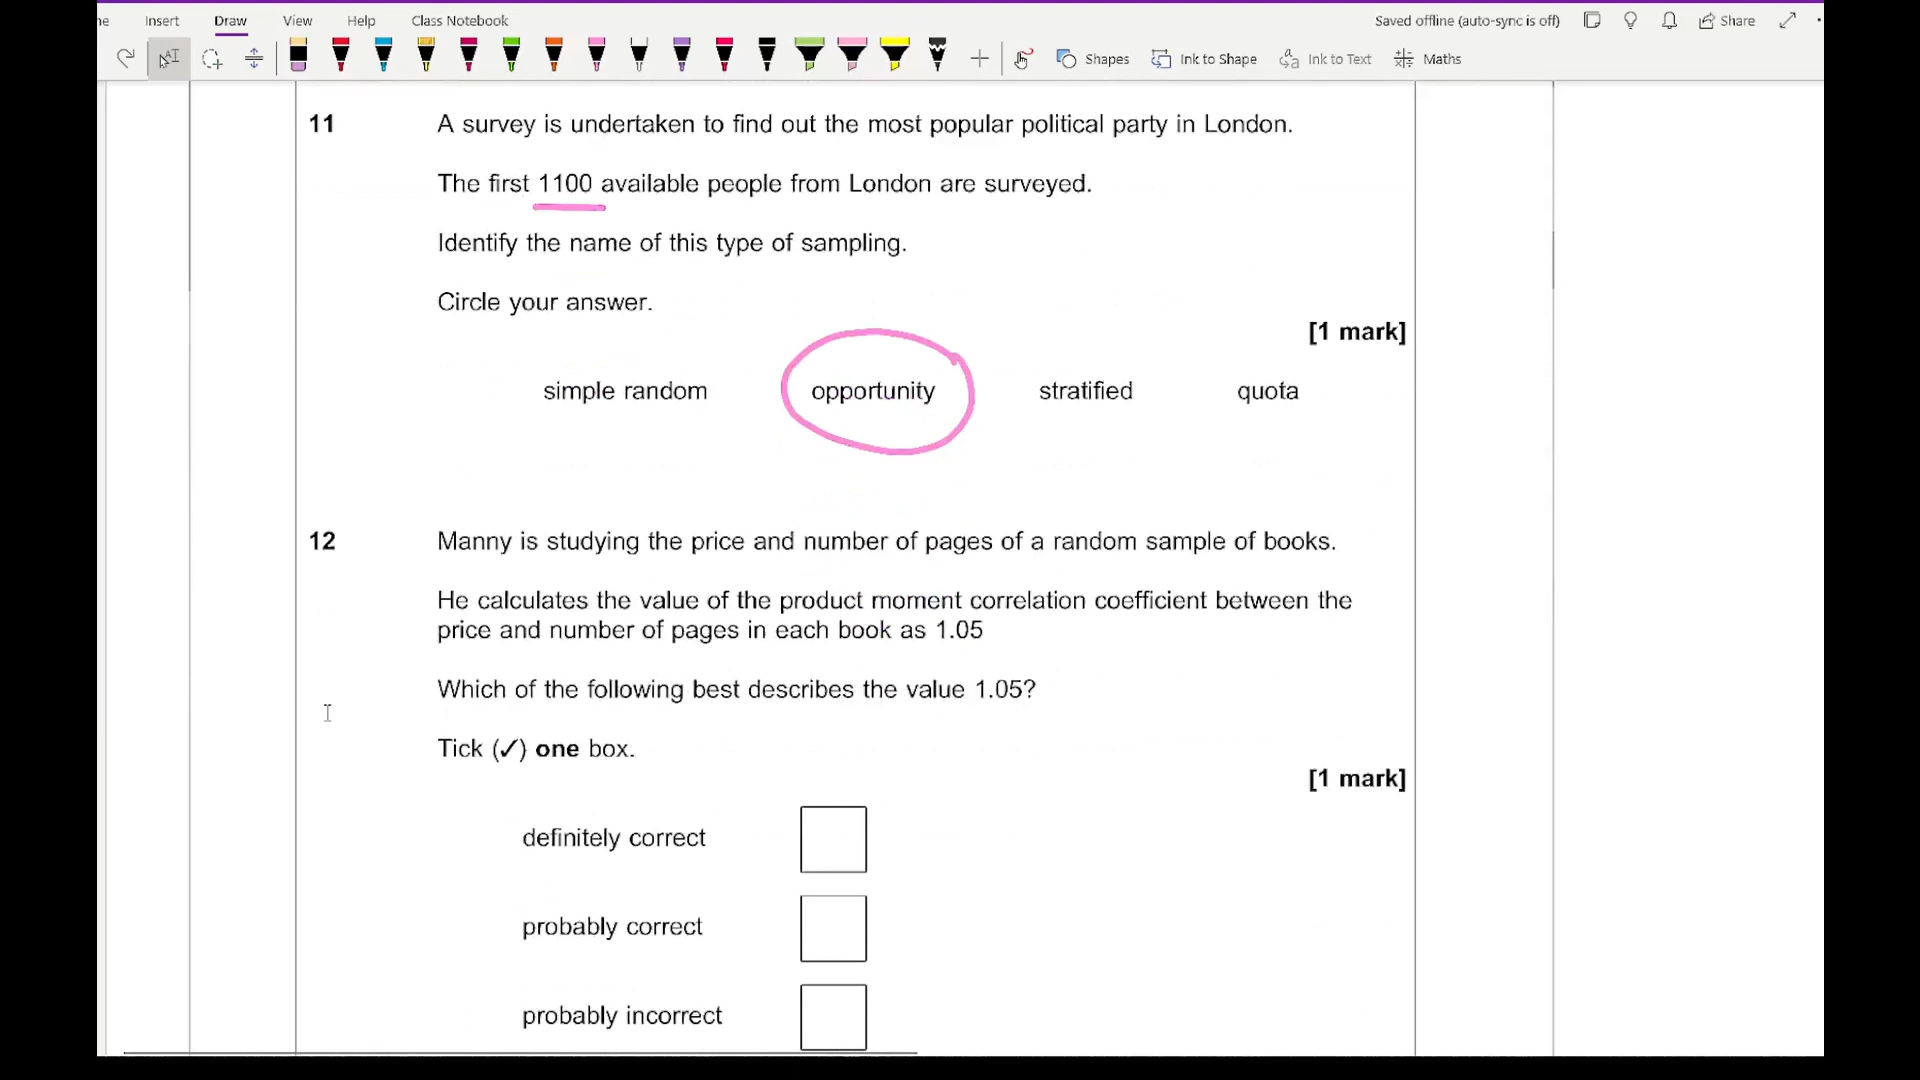 Insert Draw View Help Class Notebook Saved offline (auto-sync is off) Share
Shapes Ink to Shape Ink to Text Maths
11 A survey is undertaken to find out the most popular political party in London.
The first 1100 available people from London are surveyed.
Identify the name of this type of sampling.
Circle your answer.
[1 mark]
simple random opportunity stratified quota
12 Manny is studying the price and number of pages of a random sample of books.
He calculates the value of the product moment correlation coefficient between the
price and number of pages in each book as 1.05
Which of the following best describes the value 1.05?
Tick (✓) one box.
[1 mark]
definitely correct
probably correct
probably incorrect